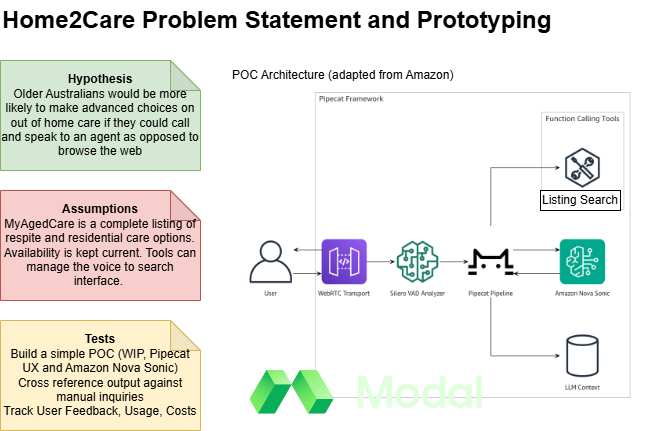 Home2Care Problem Statement and Prototyping
Hypothesis
Older Australians would be more
likely to make advanced choices on
out of home care if they could call
and speak to an agent as opposed to
browse the web
Assumptions
MyAgedCare is a complete listing of
respite and residential care options.
Availability is kept current. Tools can
manage the voice to search
interface.
Tests
Build a simple POC (WIP, Pipecat
UX and Amazon Nova Sonic)
Cross reference output against
manual inquiries
Track User Feedback, Usage, Costs
POC Architecture (adapted from Amazon)
Pipecat Framework
Function Calling Tools
Listing Search
User
WebRTC Transport
Silero VAD Analyzer
Pipecat Pipeline
Amazon Nova Sonic
LLM Context
Modal